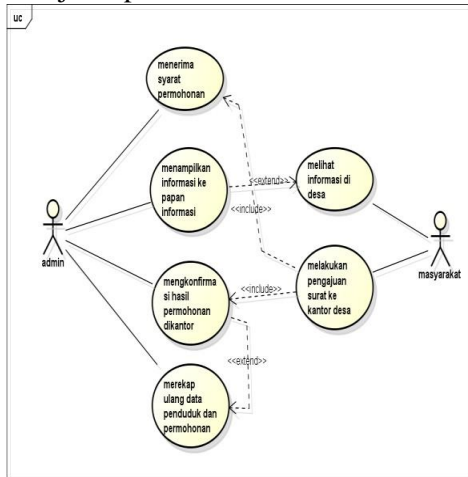 uc
menerima
syarat
permohonan
menampilkan
informasi ke
papan
informasi
<<extend>>
melihat
informasi di
desa
<<include>>
admin
masyarakat
mengkonfirma
si hasil
permohonan
dikantor
<<include>>
melakukan
pengajuan
surat ke
kantor desa
<<extend>>
merekap
ulang data
penduduk dan
permohonan